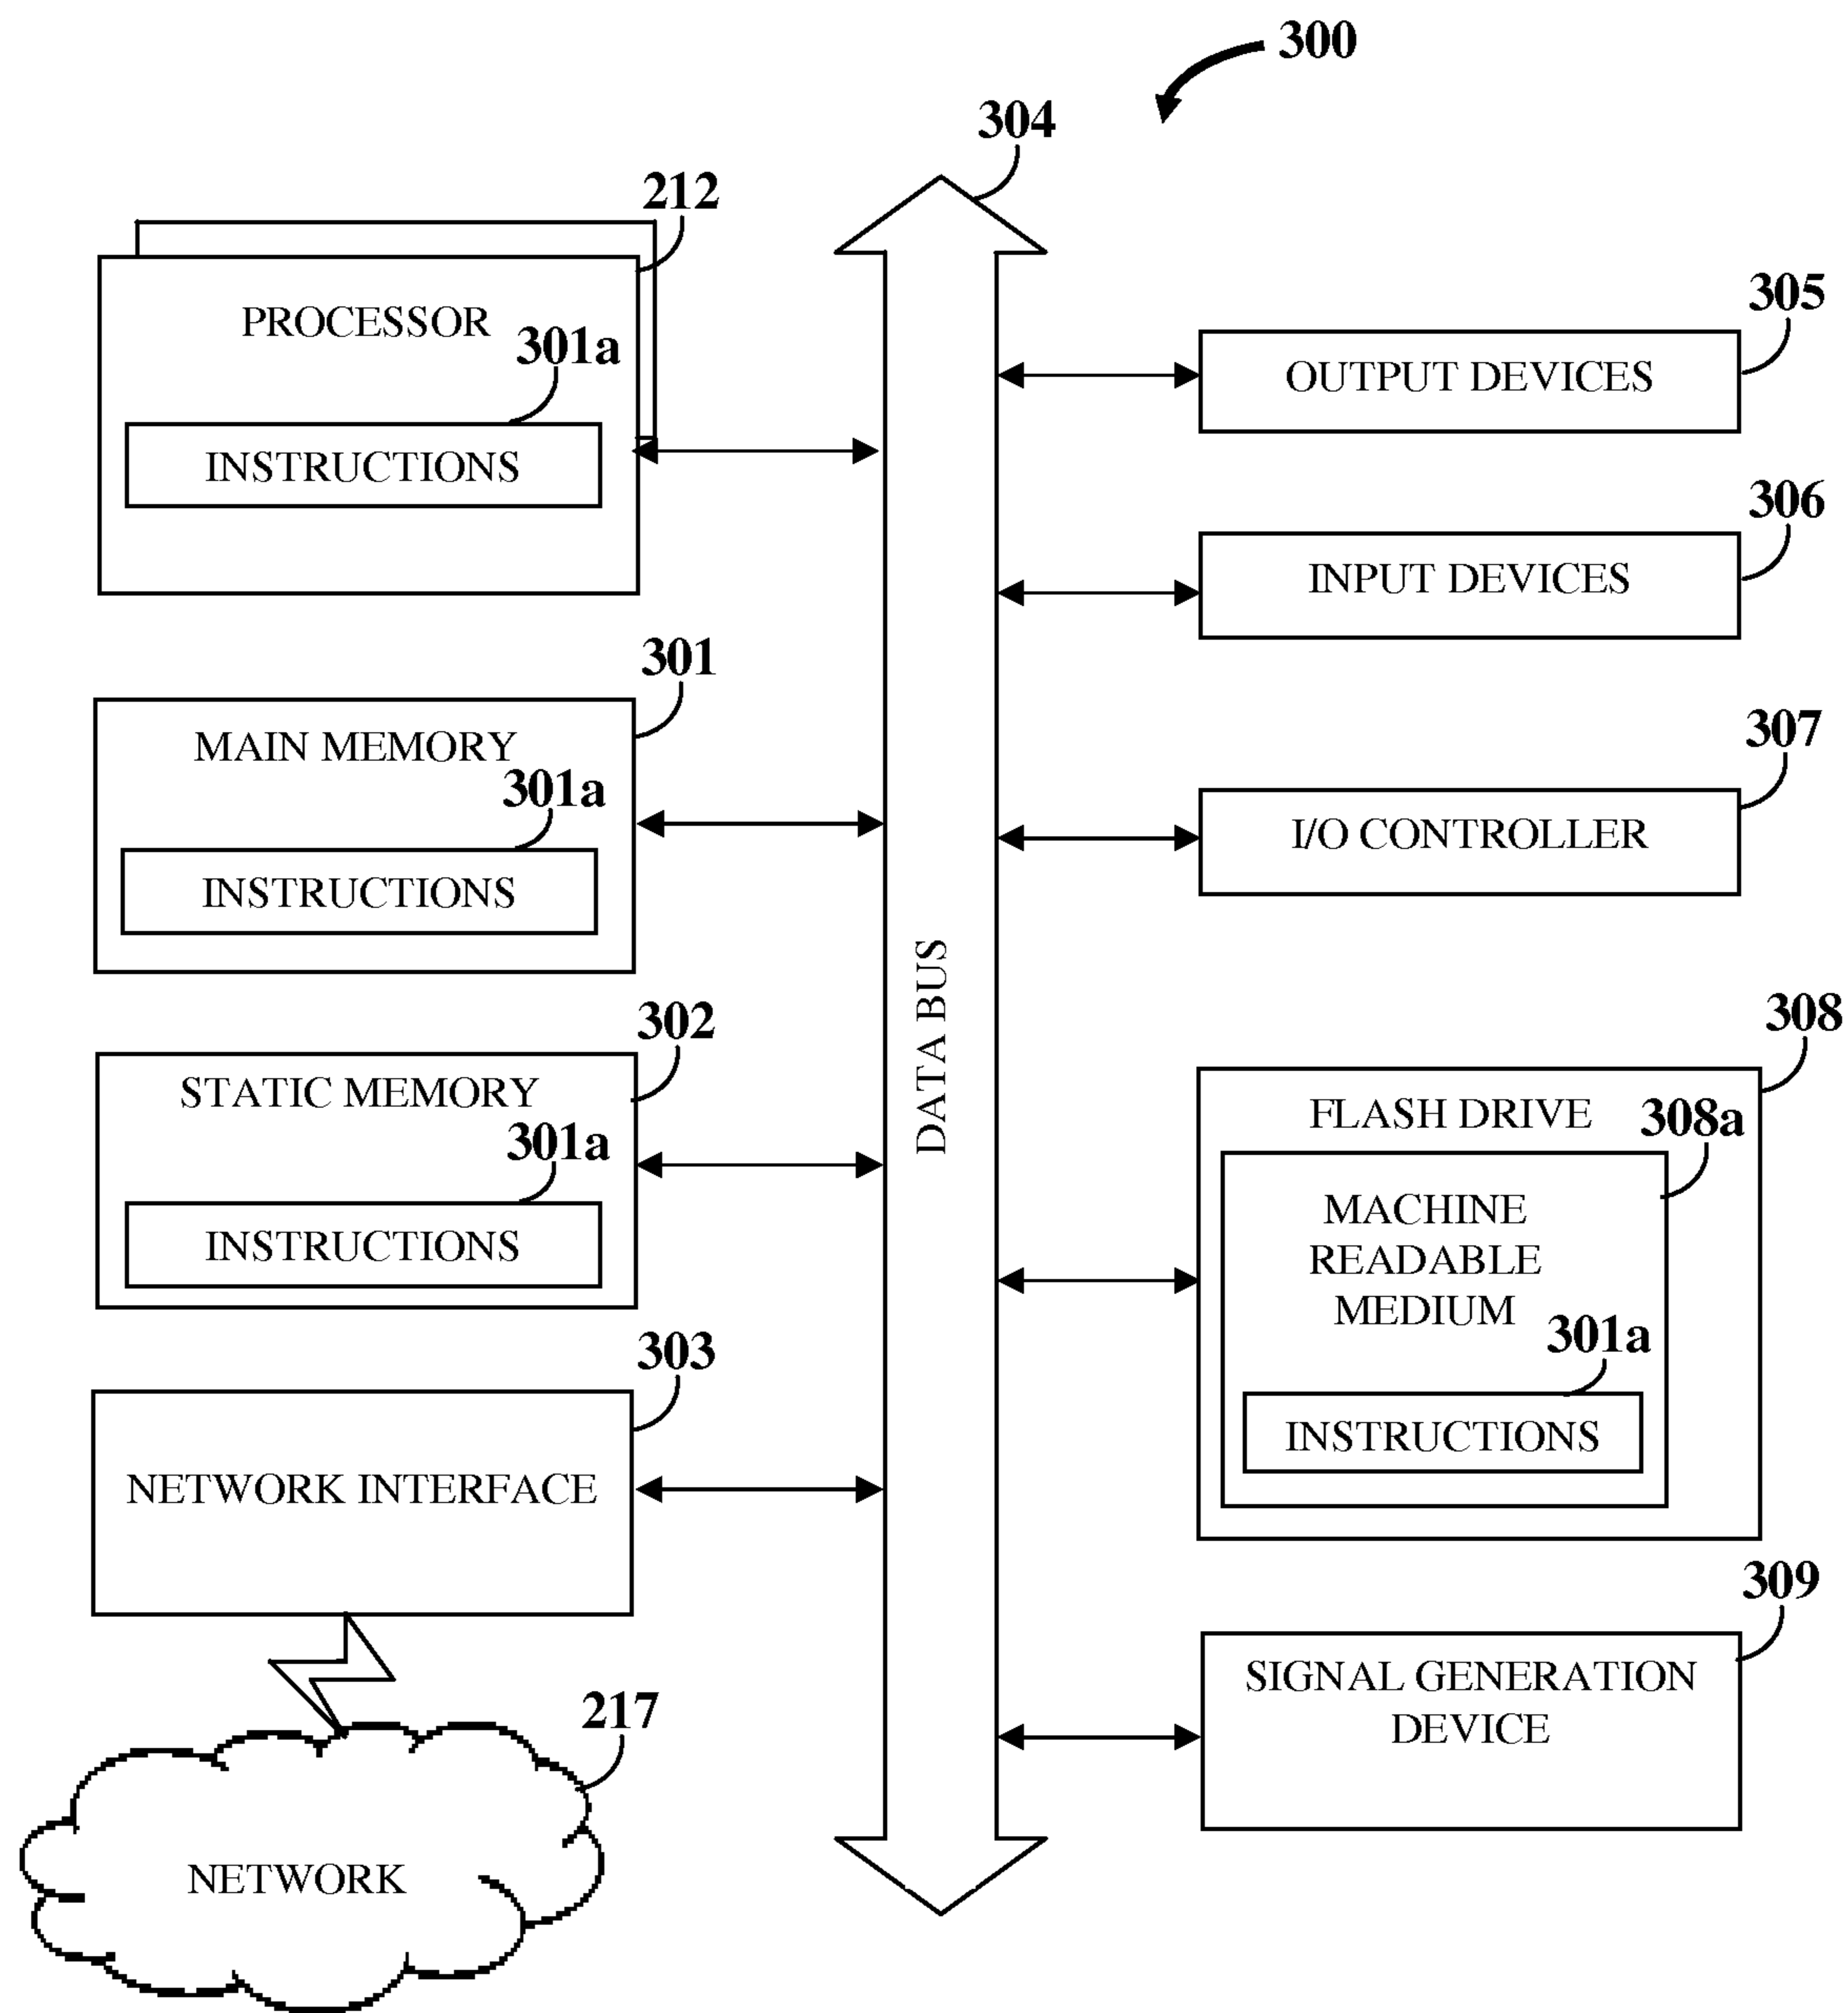 300
304
212
PROCESSOR
301a
INSTRUCTIONS
301
MAIN MEMORY
301a
INSTRUCTIONS
302
STATIC MEMORY
301a
INSTRUCTIONS
303
NETWORK INTERFACE
217
NETWORK
DATA BUS
305
OUTPUT DEVICES
306
INPUT DEVICES
307
I/O CONTROLLER
308
FLASH DRIVE
308a
MACHINE
READABLE
MEDIUM
301a
INSTRUCTIONS
309
SIGNAL GENERATION
DEVICE